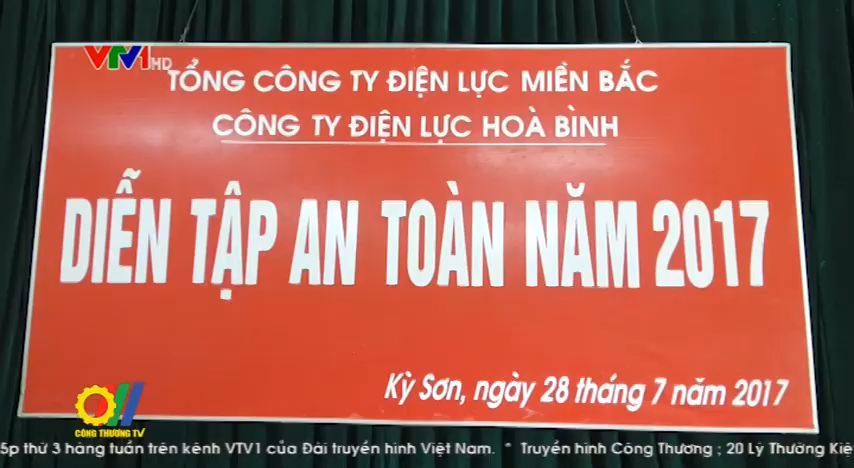 VTV1 HD
TỔNG CÔNG TY ĐIỆN LỰC MIỀN BẮC
CÔNG TY ĐIỆN LỰC HOÀ BÌNH
DIỄN TẬP AN TOÀN NĂM 2017
Kỳ Sơn, ngày 28 tháng 7 năm 2017
CÔNG THƯƠNG TV
5p thứ 3 hàng tuần trên kênh VTV1 của Đài truyền hình Việt Nam. * Truyền hình Công Thương ; 20 Lý Thường Kiệ